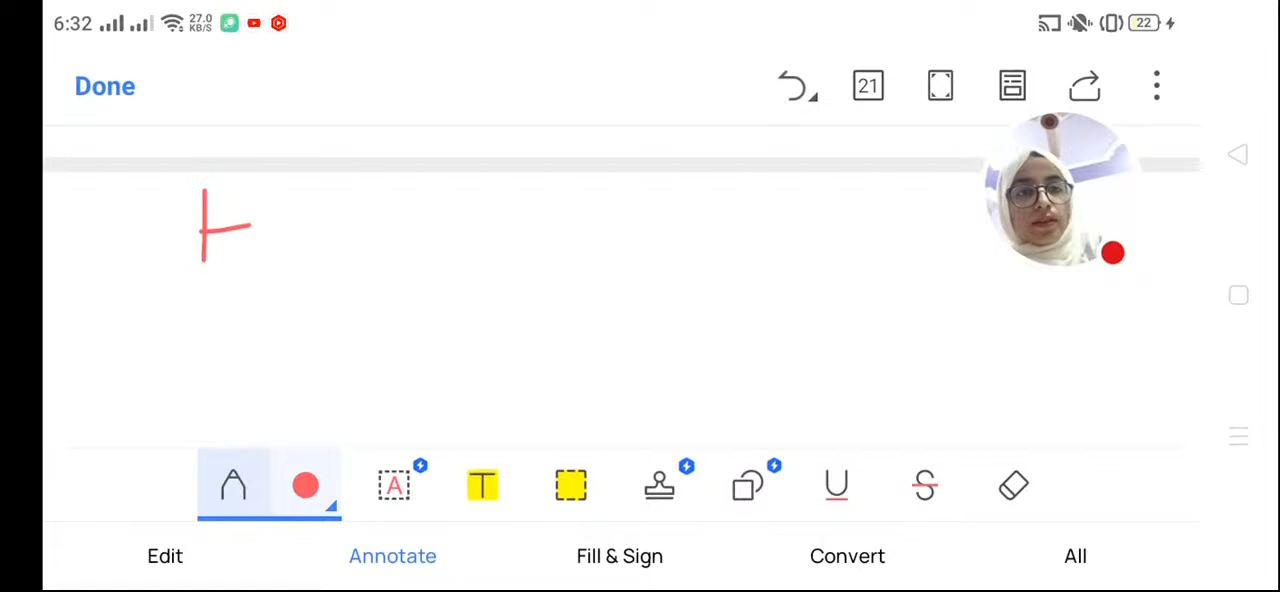 6:32 27.0 KB/S 22
Done 21
A T U S
Edit Annotate Fill & Sign Convert All